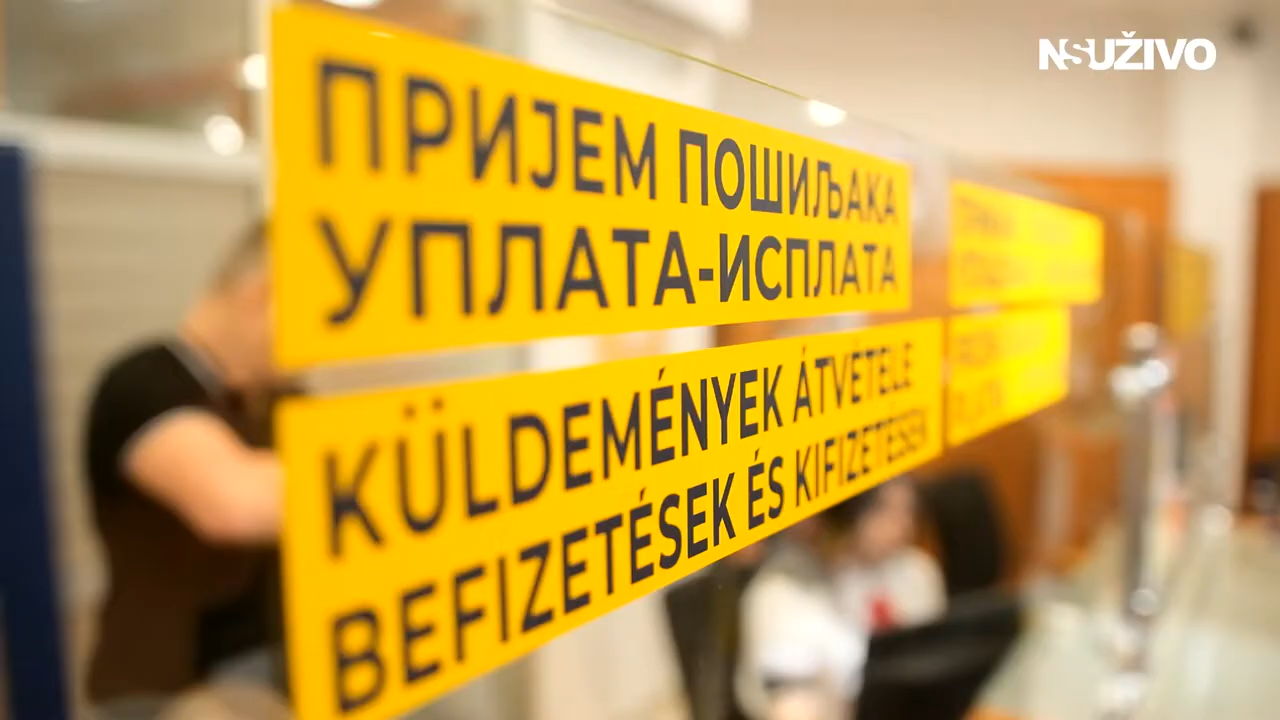 NSUŽIVO
ПРИЈЕМ ПОШИЉАКА
УПЛАТА-ИСПЛАТА
KÜLDEMÉNYEK ÁTVÉTELE
BEFIZETÉSEK ÉS KIFIZETÉSEK